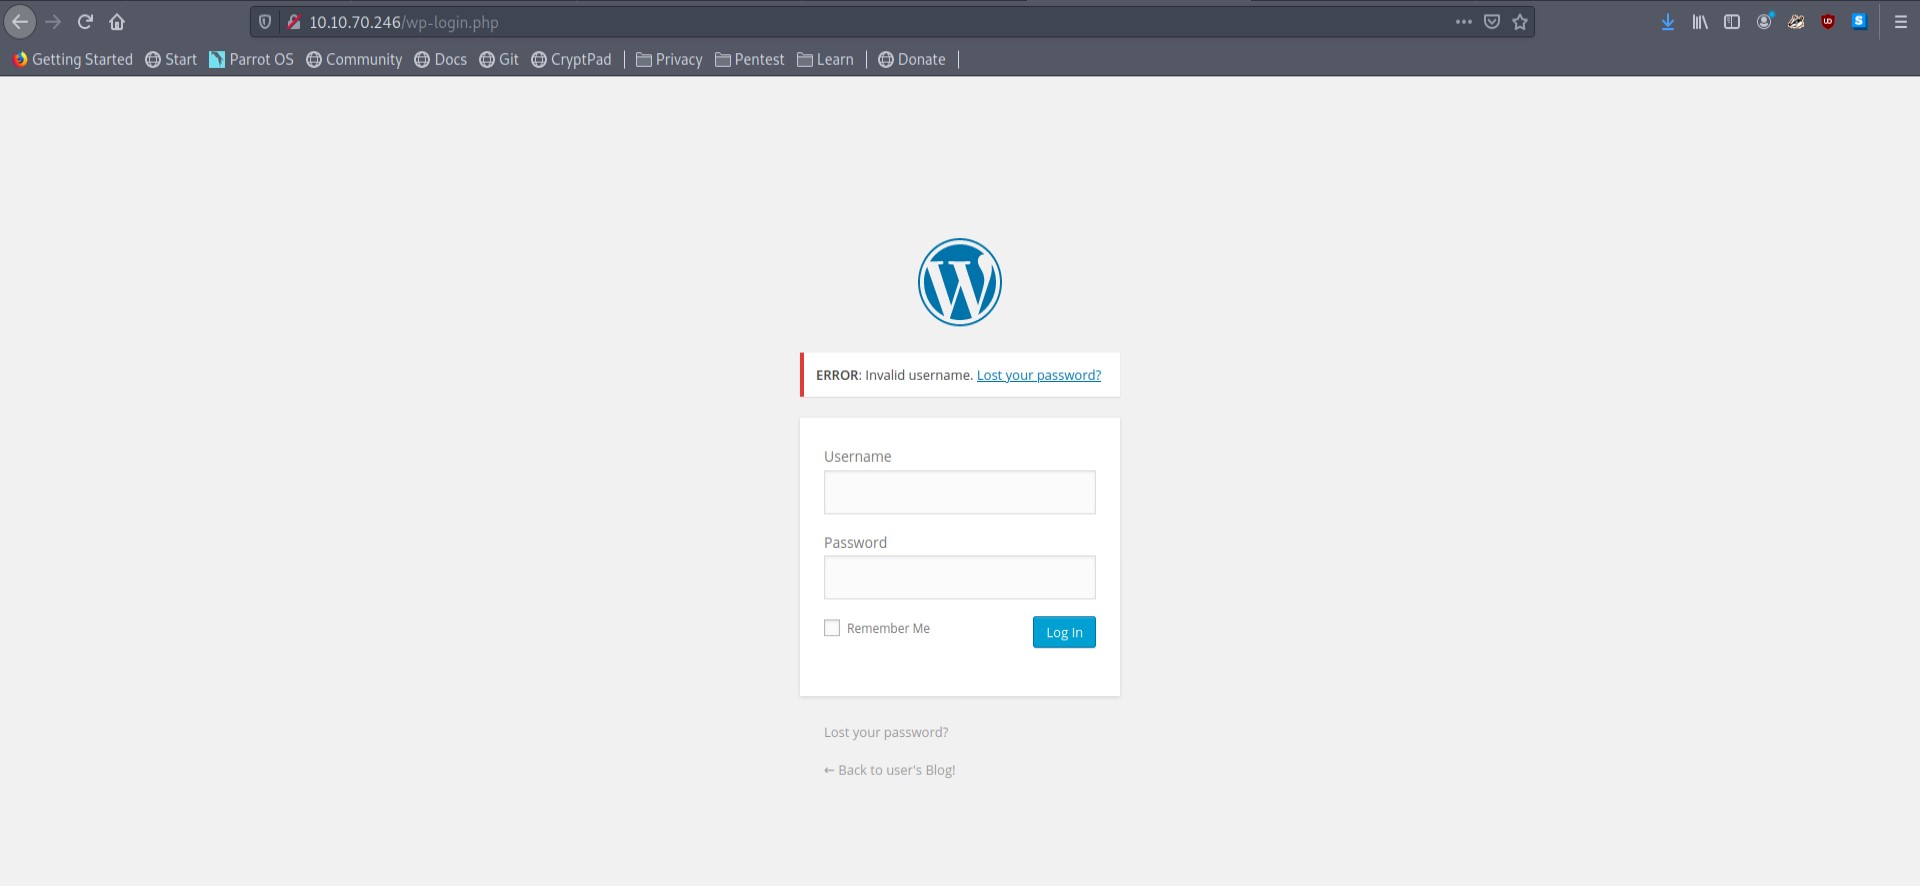 10.10.70.246/wp-login.php
Getting Started Start Parrot OS Community Docs Git CryptPad Privacy Pentest Learn Donate
ERROR: Invalid username. Lost your password?
Username
Password
Remember Me Log In
Lost your password?
← Back to user's Blog!